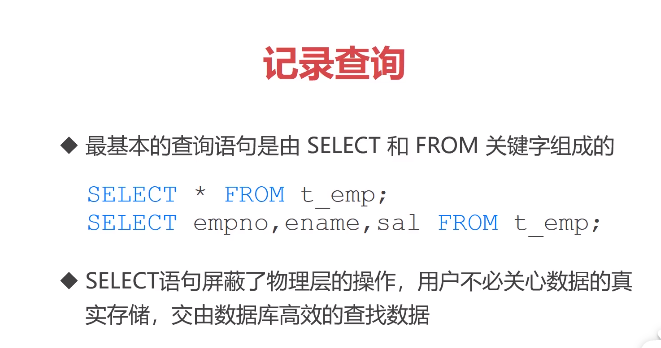 记录查询
◆ 最基本的查询语句是由 SELECT 和 FROM 关键字组成的
SELECT * FROM t_emp;
SELECT empno,ename,sal FROM t_emp;
◆ SELECT语句屏蔽了物理层的操作，用户不必关心数据的真
实存储，交由数据库高效的查找数据